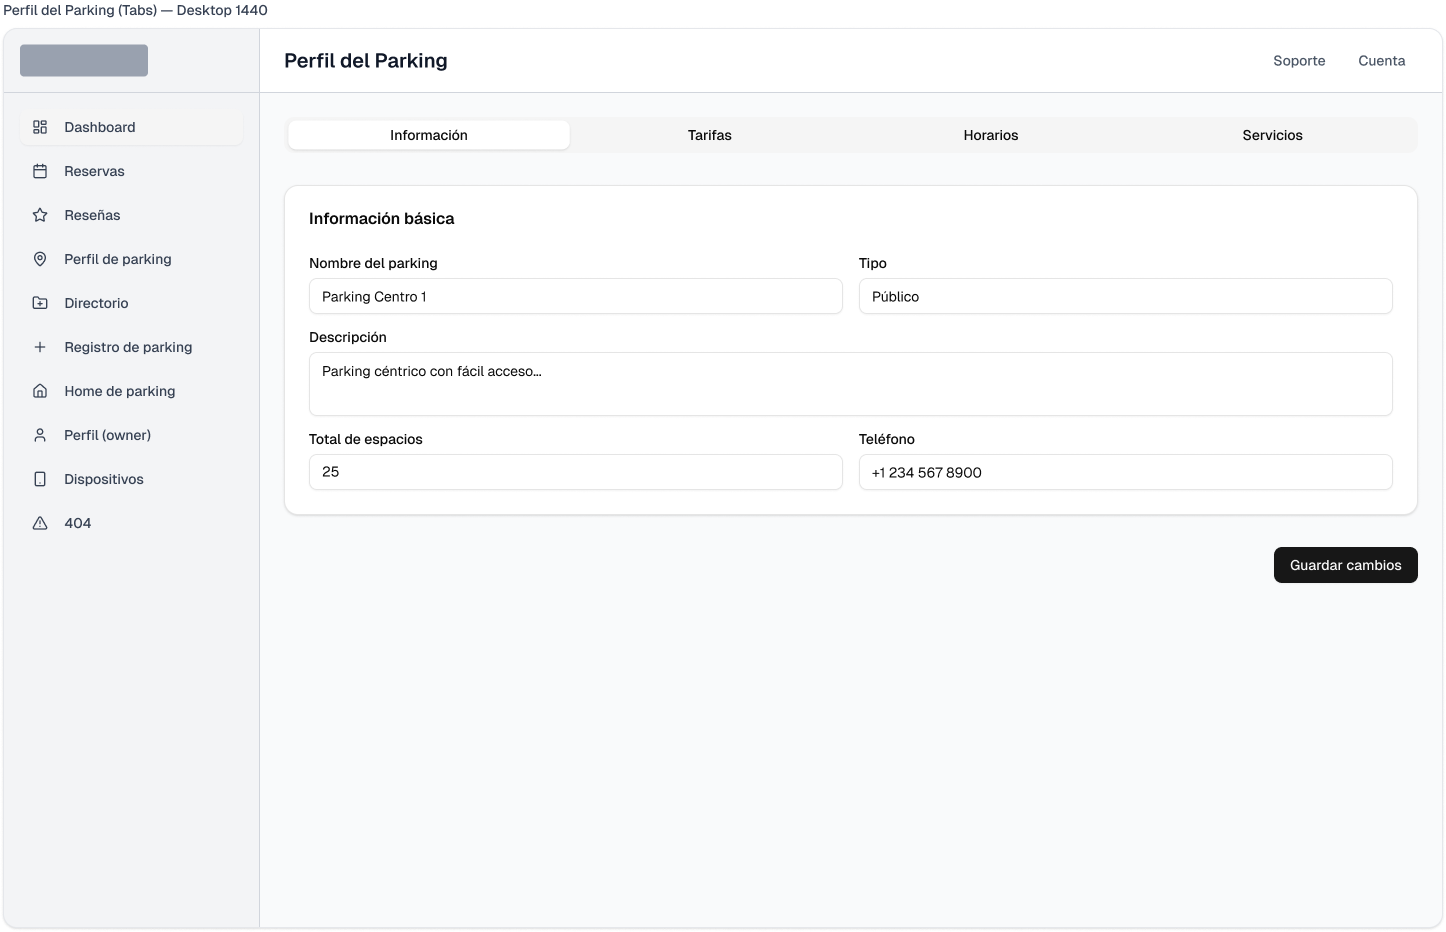 Perfil del Parking (Tabs) — Desktop 1440
Perfil del Parking
Soporte
Cuenta
Dashboard
Reservas
Reseñas
Perfil de parking
Directorio
Registro de parking
Home de parking
Perfil (owner)
Dispositivos
404
Información
Tarifas
Horarios
Servicios
Información básica
Nombre del parking
Parking Centro 1
Tipo
Público
Descripción
Parking céntrico con fácil acceso...
Total de espacios
25
Teléfono
+1 234 567 8900
Guardar cambios